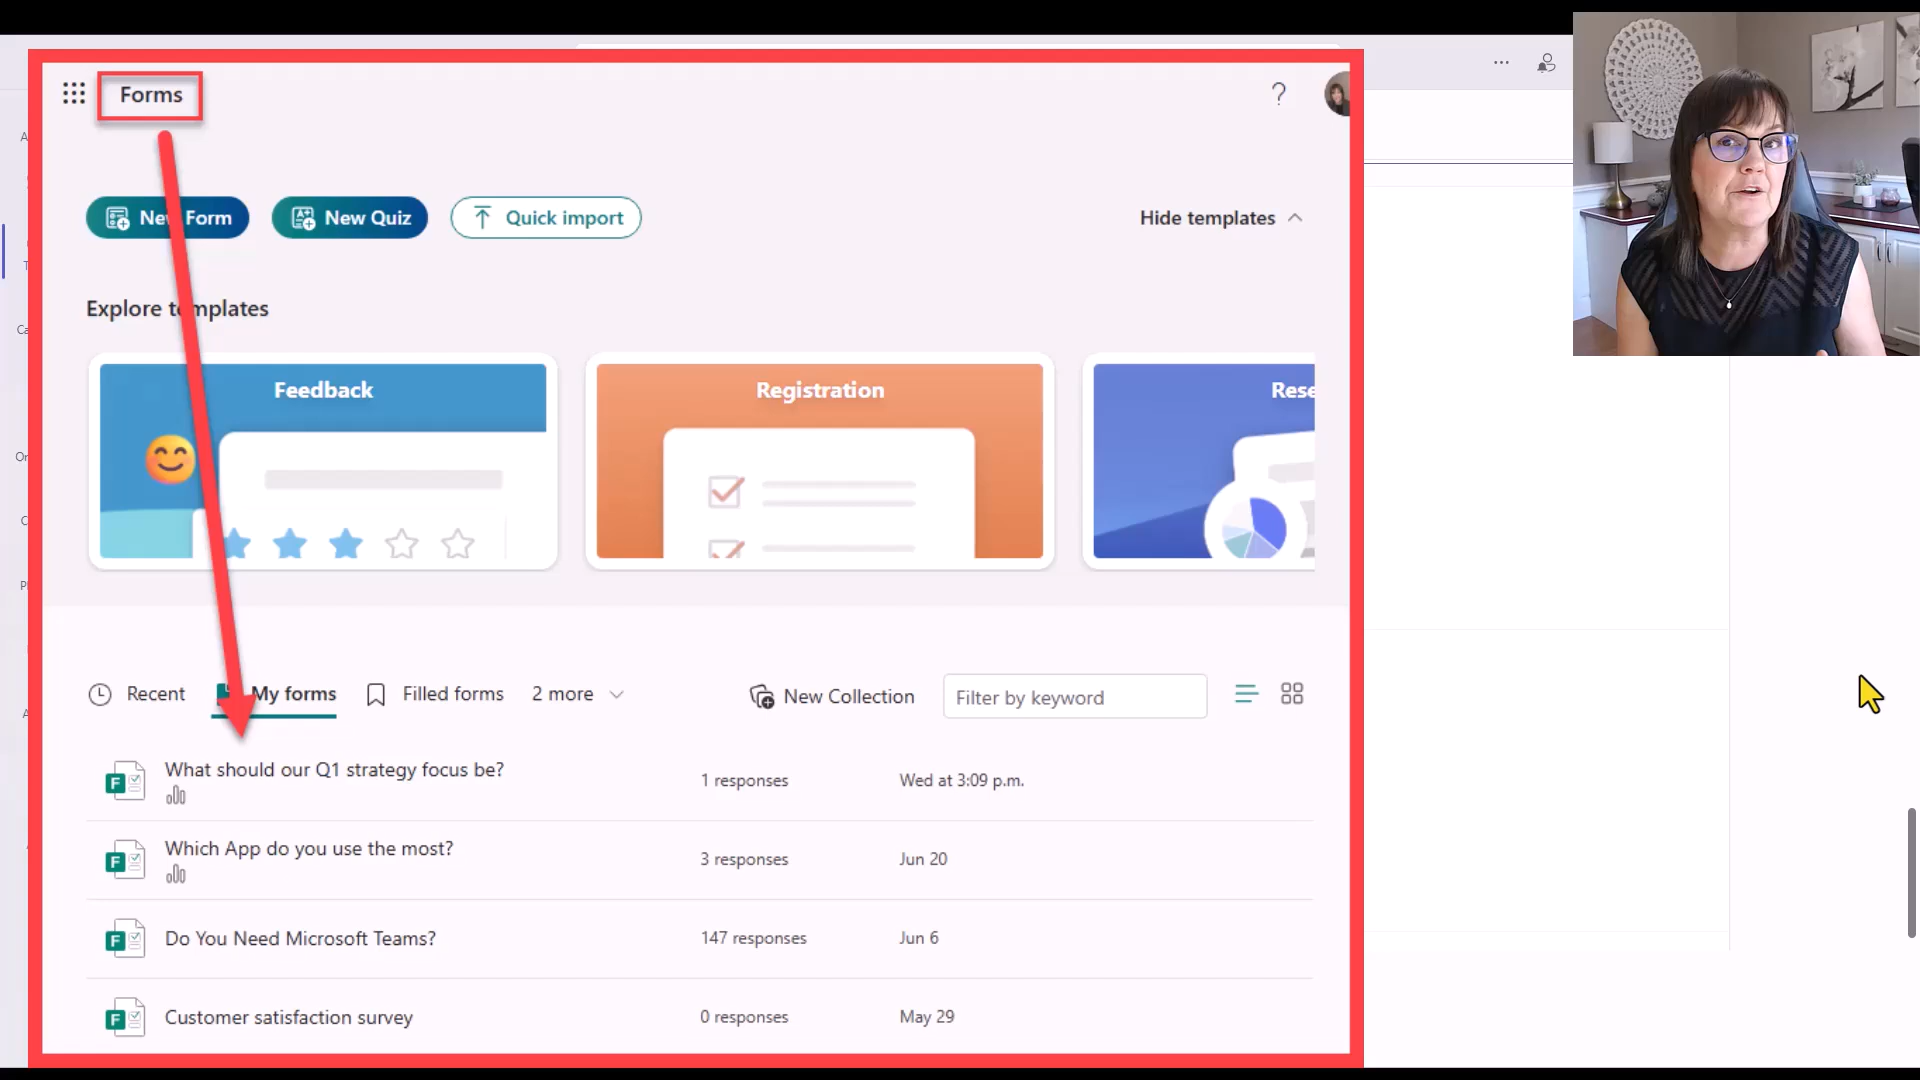 Forms
?
New Form
New Quiz
Quick import
Hide templates
Explore templates
Feedback
Registration
Rese
Recent
My forms
Filled forms
2 more
New Collection
Filter by keyword
What should our Q1 strategy focus be?
1 responses
Wed at 3:09 p.m.
Which App do you use the most?
3 responses
Jun 20
Do You Need Microsoft Teams?
147 responses
Jun 6
Customer satisfaction survey
0 responses
May 29